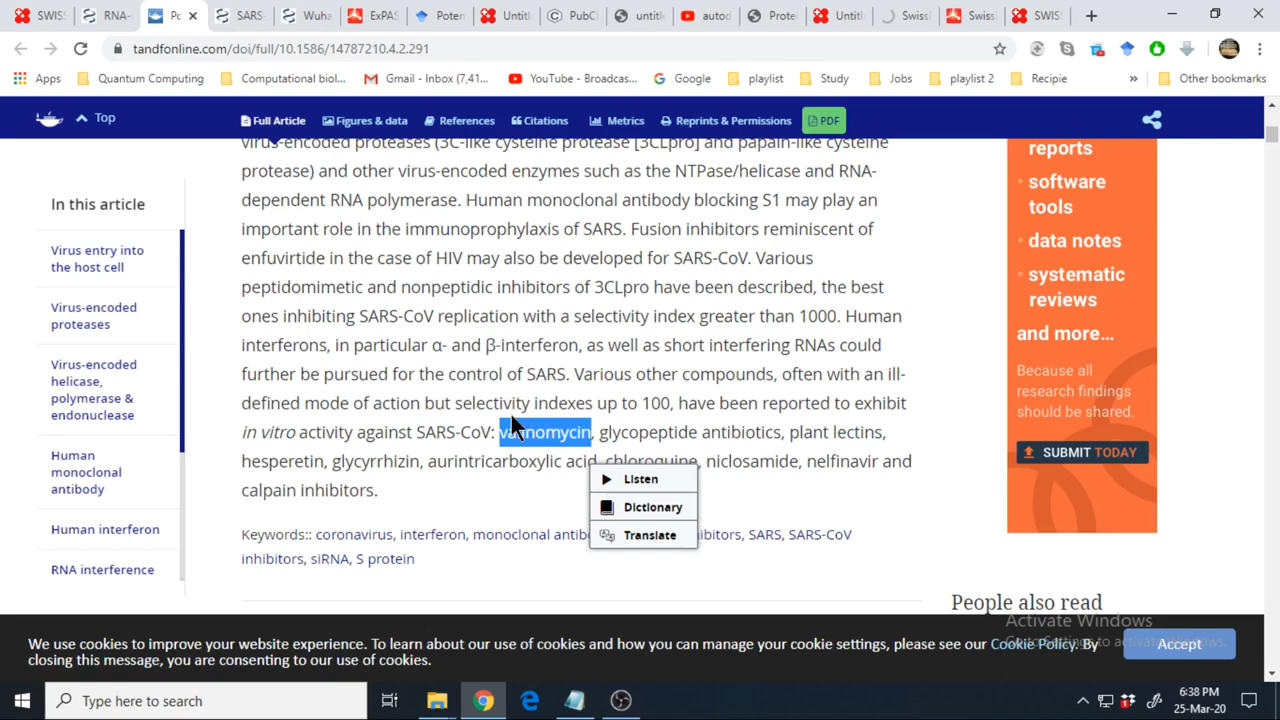 SWISS
RNA-
Pc
SARS
Wuha
ExPAS
Poten
Untitl
PubC
untitle
autod
Prote
Untitl
SwissI
Swiss
SWIS
tandfonline.com/doi/full/10.1586/14787210.4.2.291
Apps
Quantum Computing
Computational biol...
Gmail - Inbox (7,41...
YouTube - Broadcas...
Google
playlist
Study
Jobs
playlist 2
Recipie
»
Other bookmarks
Top
Full Article
Figures & data
References
Citations
Metrics
Reprints & Permissions
PDF
In this article
Virus entry into
the host cell
Virus-encoded
proteases
Virus-encoded
helicase,
polymerase &
endonuclease
Human
monoclonal
antibody
Human interferon
RNA interference
virus-encoded proteases (3C-like cysteine protease [3CLpro] and papain-like cysteine
protease) and other virus-encoded enzymes such as the NTPase/helicase and RNA-
dependent RNA polymerase. Human monoclonal antibody blocking S1 may play an
important role in the immunoprophylaxis of SARS. Fusion inhibitors reminiscent of
enfuvirtide in the case of HIV may also be developed for SARS-CoV. Various
peptidomimetic and nonpeptidic inhibitors of 3CLpro have been described, the best
ones inhibiting SARS-CoV replication with a selectivity index greater than 1000. Human
interferons, in particular α- and β-interferon, as well as short interfering RNAs could
further be pursued for the control of SARS. Various other compounds, often with an ill-
defined mode of action but selectivity indexes up to 100, have been reported to exhibit
in vitro activity against SARS-CoV: valinomycin, glycopeptide antibiotics, plant lectins,
hesperetin, glycyrrhizin, aurintricarboxylic acid, chloroquine, niclosamide, nelfinavir and
calpain inhibitors.
Listen
Dictionary
Translate
Keywords:: coronavirus, interferon, monoclonal antibo hibitors, SARS, SARS-CoV
inhibitors, siRNA, S protein
reports
• software
tools
• data notes
• systematic
reviews
and more...
Because all
research findings
should be shared.
SUBMIT TODAY
People also read
Activate Windows
Go to Settings to activate Windows.
We use cookies to improve your website experience. To learn about our use of cookies and how you can manage your cookie settings, please see our Cookie Policy. By
closing this message, you are consenting to our use of cookies.
Accept
Type here to search
6:38 PM
25-Mar-20